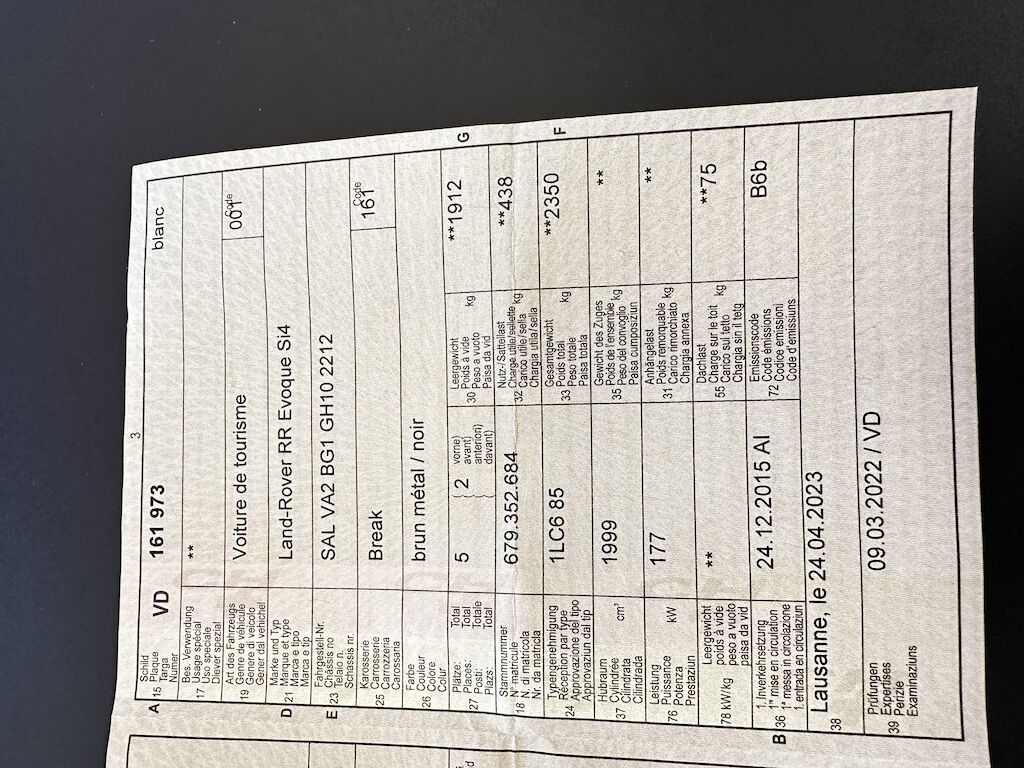 3
A 15 Schild
Plaque
Targa
Numer
VD 161 973 blanc
17 Bes. Verwendung
Usage spécial
Uso speciale
Diever spezial
**
19 Art des Fahrzeugs
Genre de véhicule
Genere di veicolo
Gener dal vehichel
Voiture de tourisme
Code
001
D 21 Marke und Typ
Marque et type
Marca e tipo
Marca e tip
Land-Rover RR Evoque Si4
E 23 Fahrgestell-Nr.
Châssis no
Telaio n.
Schassis nr.
SAL VA2 BG1 GH10 2212
25 Karosserie
Carrosserie
Carrozzeria
Carossaria
Break
Code
161
26 Farbe
Couleur
Colore
Colur
brun métal / noir
27 Plätze: Total
Places: Total
Posti: Totale
Plazs: Total
5
2
vorne)
avant)
anteriori)
davant)
30 Leergewicht
Poids à vide
Peso a vuoto
Paisa da vid
kg
**1912
G
18 Stammnummer
N° matricule
N. di matricola
Nr. da matricla
679.352.684
32 Nutz-/Sattellast
Charge utile/sellette
Carico utile/sella
Chargia utila/sella
kg
**438
24 Typengenehmigung
Réception par type
Approvazione del tipo
Approvaziun dal tip
1LC6 85
33 Gesamtgewicht
Poids total
Peso totale
Paisa totala
kg
**2350
F
37 Hubraum
Cylindrée
Cilindrata
Cilindrada
cm³
1999
35 Gewicht des Zuges
Poids de l'ensemble
Peso del convoglio
Paisa cumposiziun
kg
**
76 Leistung
Puissance
Potenza
Prestaziun
kW
177
31 Anhängelast
Poids remorquable
Carico rimorchiato
Chargia annexa
kg
**
78 kW/kg Leergewicht
poids à vide
peso a vuoto
paisa da vid
**
55 Dachlast
Charge sur le toit
Carico sul tetto
Chargia sin il tetg
kg
**75
B 36 1. Inverkehrsetzung
1re mise en circulation
1a messa in circolazione
1. entrada en circulaziun
24.12.2015 AI
72 Emissionscode
Code émissions
Codice emissioni
Code d'emissiuns
B6b
38 Lausanne, le 24.04.2023
39 Prüfungen
Expertises
Perizie
Examinaziuns
09.03.2022 / VD